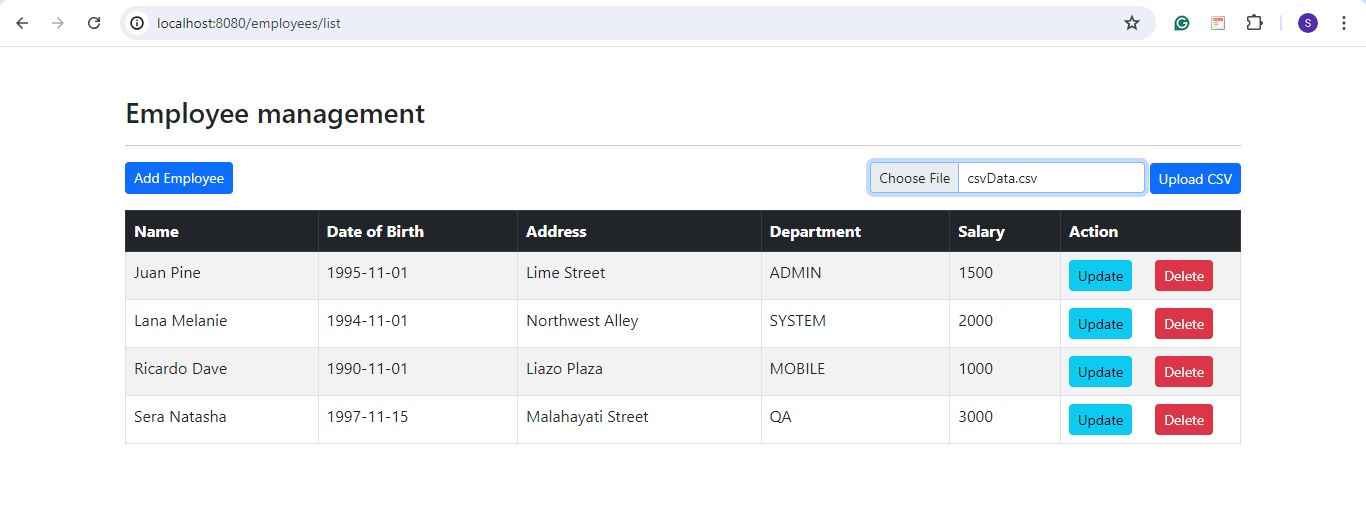 localhost:8080/employees/list
S
Employee management
Add Employee Choose File csvData.csv Upload CSV
Name Date of Birth Address Department Salary Action
Juan Pine 1995-11-01 Lime Street ADMIN 1500 Update Delete
Lana Melanie 1994-11-01 Northwest Alley SYSTEM 2000 Update Delete
Ricardo Dave 1990-11-01 Liazo Plaza MOBILE 1000 Update Delete
Sera Natasha 1997-11-15 Malahayati Street QA 3000 Update Delete